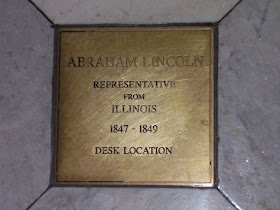 ABRAHAM LINCOLN
REPRESENTATIVE
FROM
ILLINOIS
1847 - 1849
DESK LOCATION